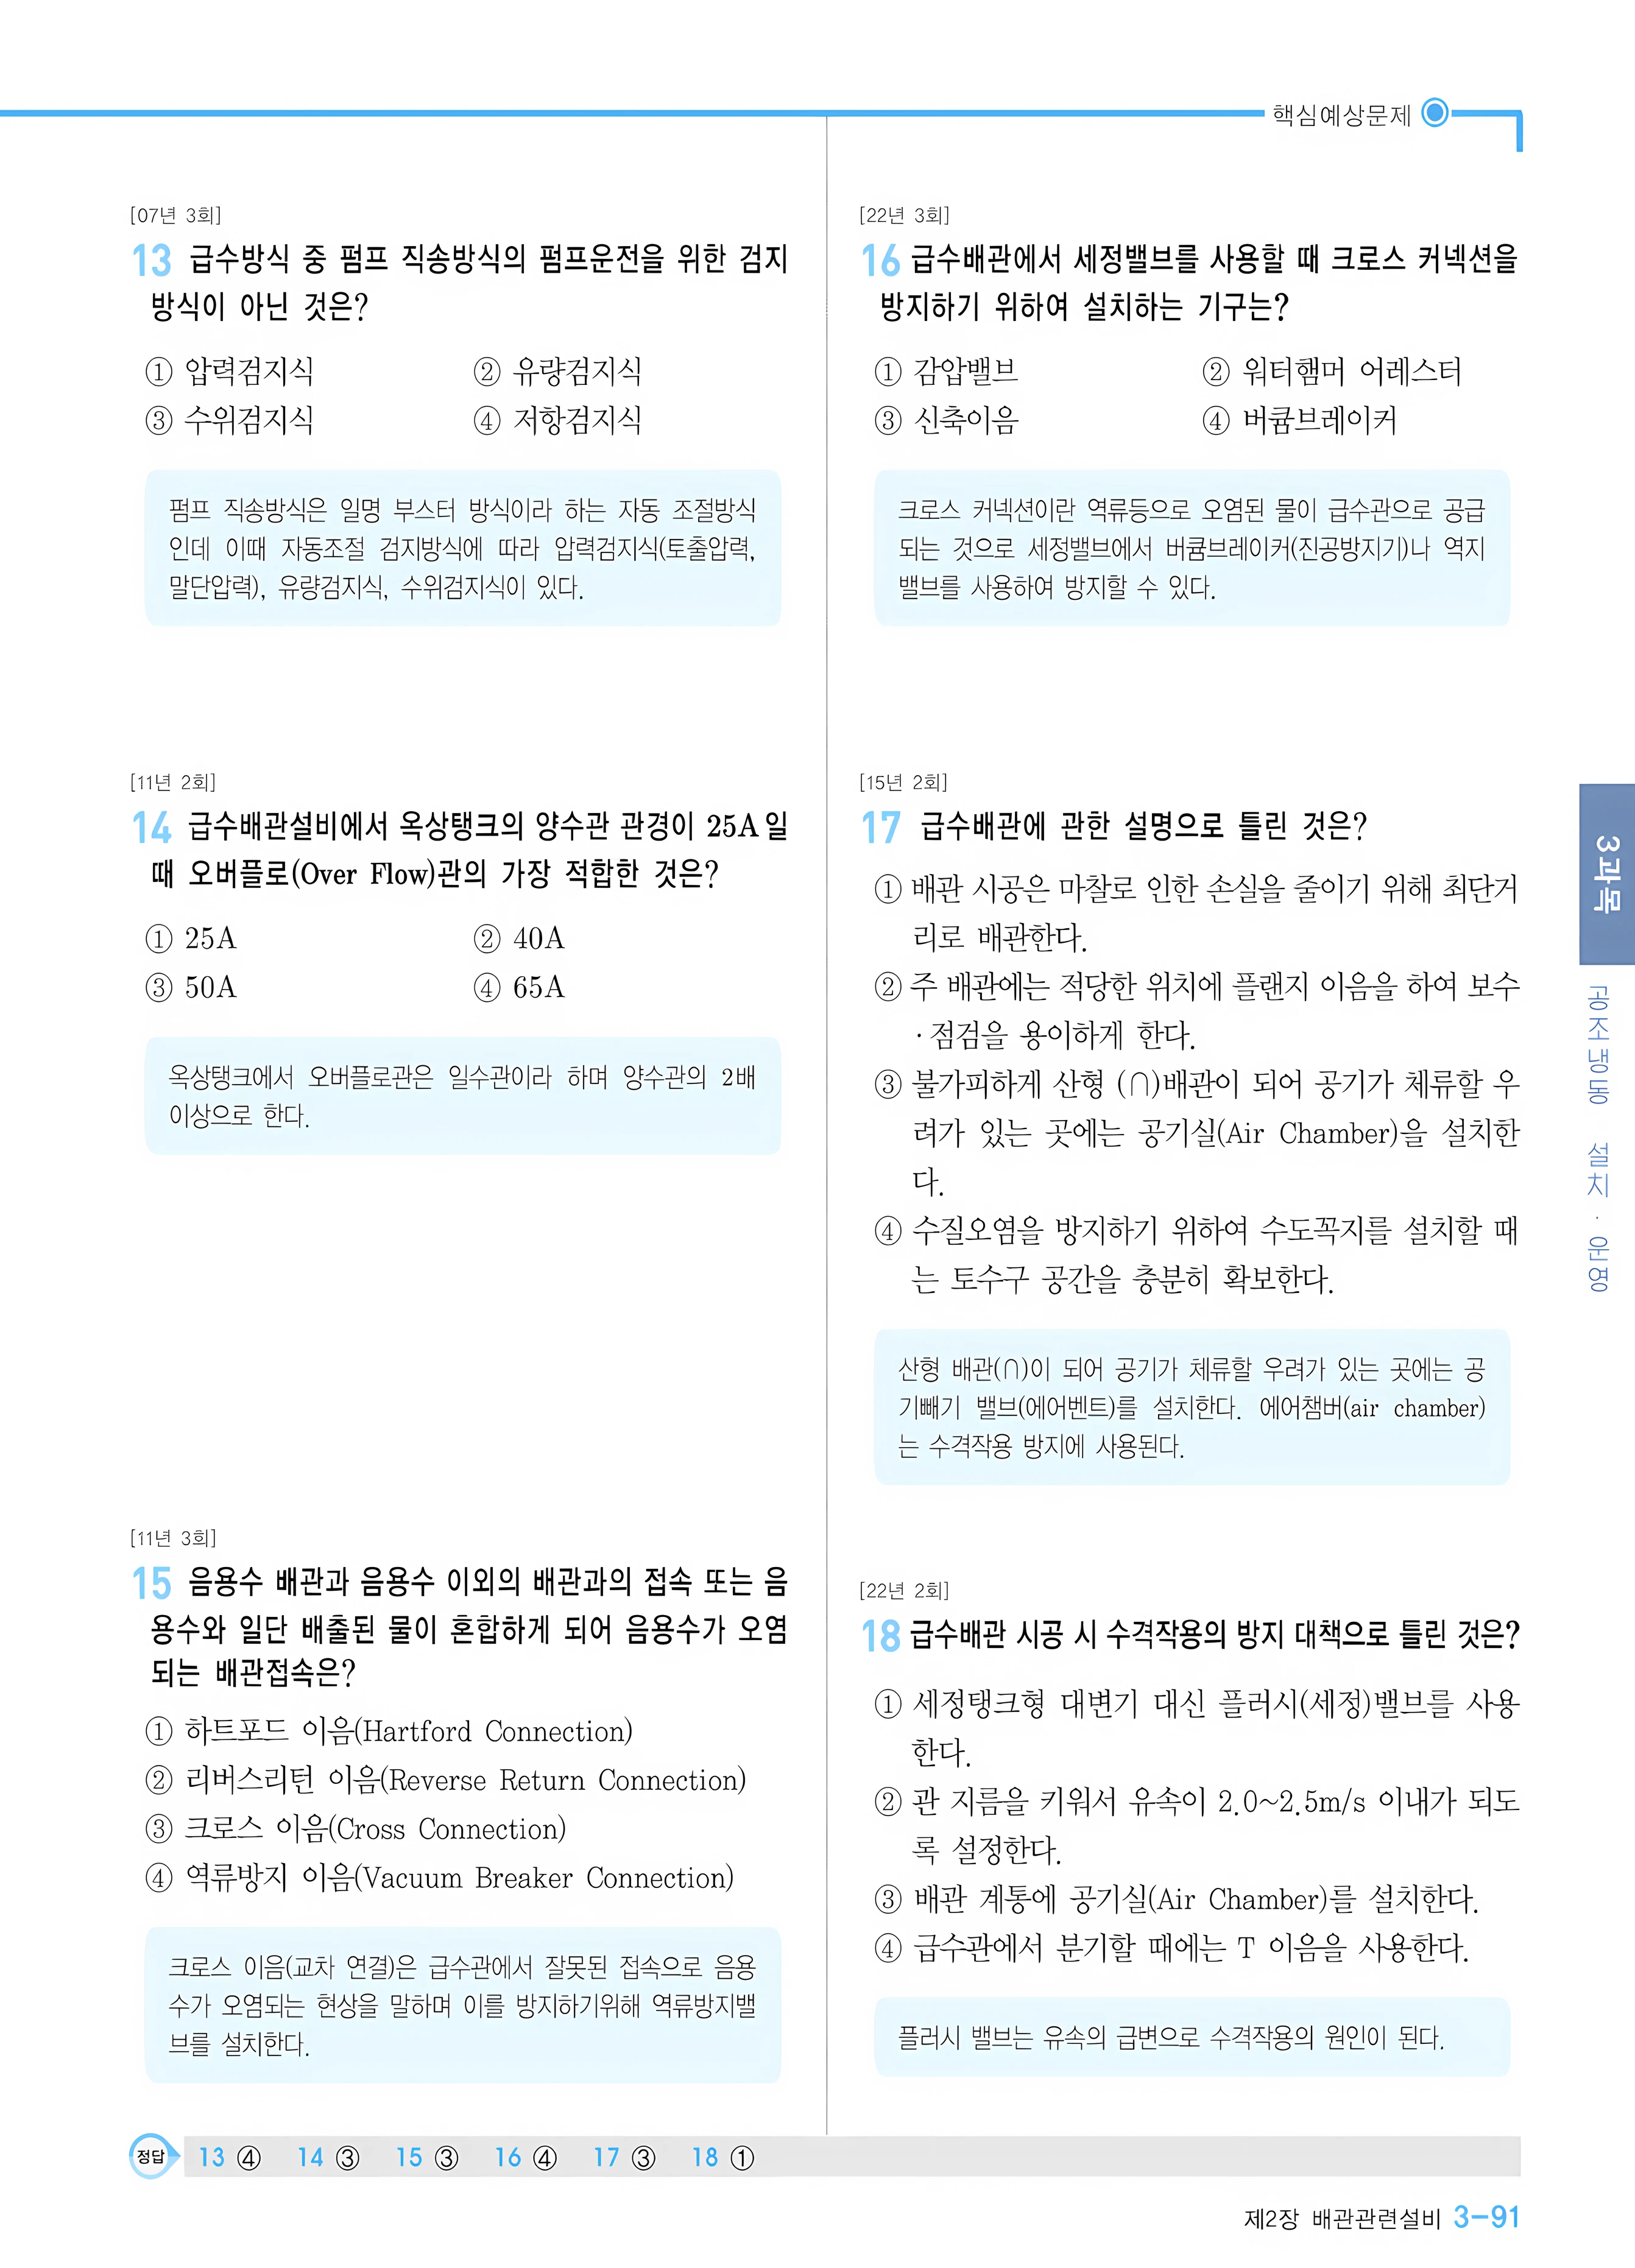 핵심예상문제
[07년 3회]
13 급수방식 중 펌프 직송방식의 펌프운전을 위한 검지
방식이 아닌 것은?
① 압력검지식 ② 유량검지식
③ 수위검지식 ④ 저항검지식
펌프 직송방식은 일명 부스터 방식이라 하는 자동 조절방식
인데 이때 자동조절 검지방식에 따라 압력검지식(토출압력,
말단압력), 유량검지식, 수위검지식이 있다.
[11년 2회]
14 급수배관설비에서 옥상탱크의 양수관 관경이 25A일
때 오버플로(Over Flow)관의 가장 적합한 것은?
① 25A ② 40A
③ 50A ④ 65A
옥상탱크에서 오버플로관은 일수관이라 하며 양수관의 2배
이상으로 한다.
[11년 3회]
15 음용수 배관과 음용수 이외의 배관과의 접속 또는 음
용수와 일단 배출된 물이 혼합하게 되어 음용수가 오염
되는 배관접속은?
① 하트포드 이음(Hartford Connection)
② 리버스리턴 이음(Reverse Return Connection)
③ 크로스 이음(Cross Connection)
④ 역류방지 이음(Vacuum Breaker Connection)
크로스 이음(교차 연결)은 급수관에서 잘못된 접속으로 음용
수가 오염되는 현상을 말하며 이를 방지하기위해 역류방지밸
브를 설치한다.
[22년 3회]
16 급수배관에서 세정밸브를 사용할 때 크로스 커넥션을
방지하기 위하여 설치하는 기구는?
① 감압밸브 ② 워터햄머 어레스터
③ 신축이음 ④ 버큠브레이커
크로스 커넥션이란 역류등으로 오염된 물이 급수관으로 공급
되는 것으로 세정밸브에서 버큠브레이커(진공방지기)나 역지
밸브를 사용하여 방지할 수 있다.
[15년 2회]
17 급수배관에 관한 설명으로 틀린 것은?
① 배관 시공은 마찰로 인한 손실을 줄이기 위해 최단거
리로 배관한다.
② 주 배관에는 적당한 위치에 플랜지 이음을 하여 보수
·점검을 용이하게 한다.
③ 불가피하게 산형 (∩)배관이 되어 공기가 체류할 우
려가 있는 곳에는 공기실(Air Chamber)을 설치한
다.
④ 수질오염을 방지하기 위하여 수도꼭지를 설치할 때
는 토수구 공간을 충분히 확보한다.
산형 배관(∩)이 되어 공기가 체류할 우려가 있는 곳에는 공
기빼기 밸브(에어벤트)를 설치한다. 에어챔버(air chamber)
는 수격작용 방지에 사용된다.
[22년 2회]
18 급수배관 시공 시 수격작용의 방지 대책으로 틀린 것은?
① 세정탱크형 대변기 대신 플러시(세정)밸브를 사용
한다.
② 관 지름을 키워서 유속이 2.0~2.5m/s 이내가 되도
록 설정한다.
③ 배관 계통에 공기실(Air Chamber)를 설치한다.
④ 급수관에서 분기할 때에는 T 이음을 사용한다.
플러시 밸브는 유속의 급변으로 수격작용의 원인이 된다.
3과목
공조냉동 설치·운영
정답 13 ④ 14 ③ 15 ③ 16 ④ 17 ③ 18 ①
제2장 배관관련설비 3-91